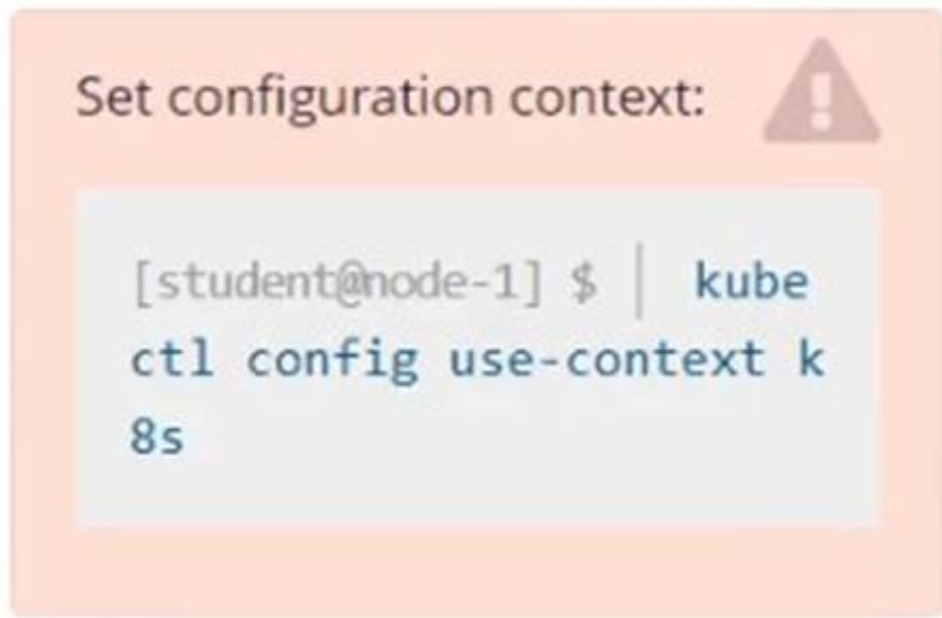 Set configuration context:
[student@node-1] $ | kube
ctl config use-context k
8s